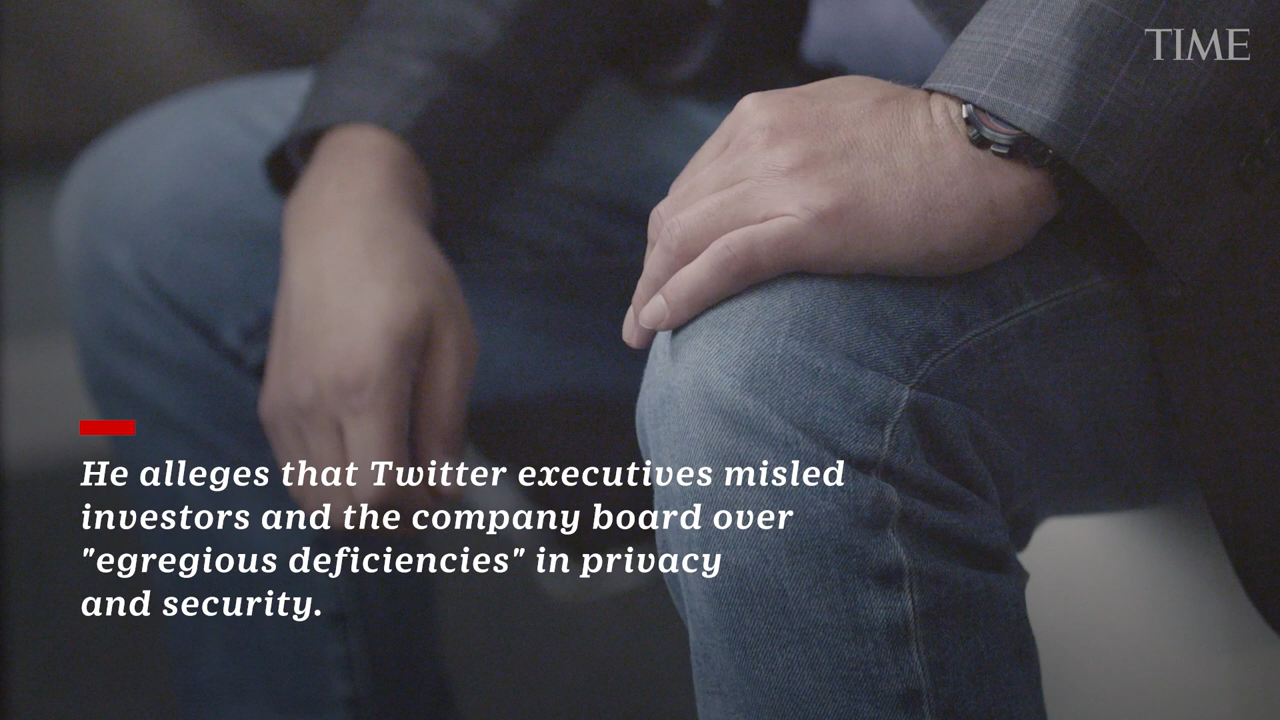 TIME
He alleges that Twitter executives misled
investors and the company board over
"egregious deficiencies" in privacy
and security.